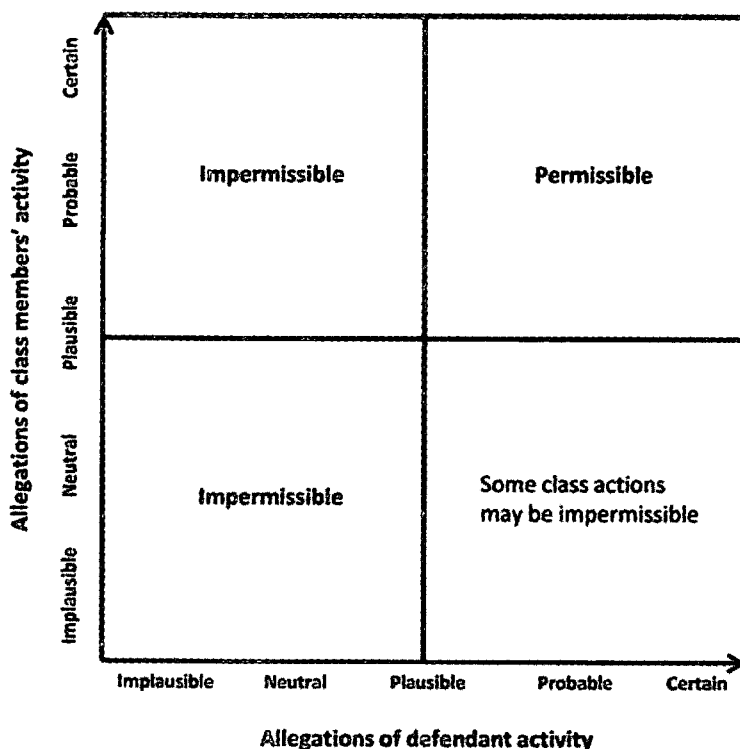 Allegations of class members' activity
Certain
Probable
Plausible
Neutral
Implausible
Impermissible
Permissible
Impermissible
Some class actions
may be impermissible
Implausible
Neutral
Plausible
Probable
Certain
Allegations of defendant activity